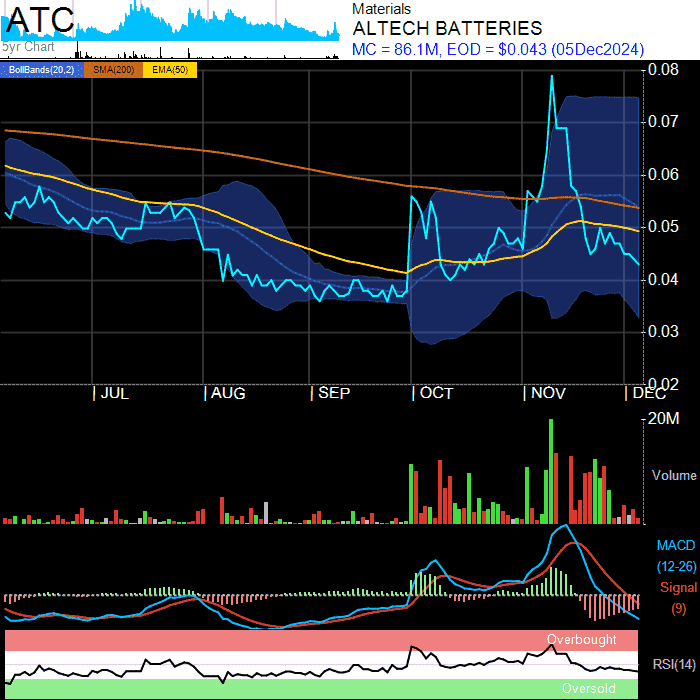 ATC
5yr Chart
Materials
ALTECH BATTERIES
MC = 86.1M, EOD = $0.043 (05Dec2024)
BollBands(20,2) SMA(200) EMA(50)
0.08
0.07
0.06
0.05
0.04
0.03
0.02
JUL AUG SEP OCT NOV DEC
20M
Volume
MACD
(12-26)
Signal
(9)
Overbought
RSI(14)
Oversold